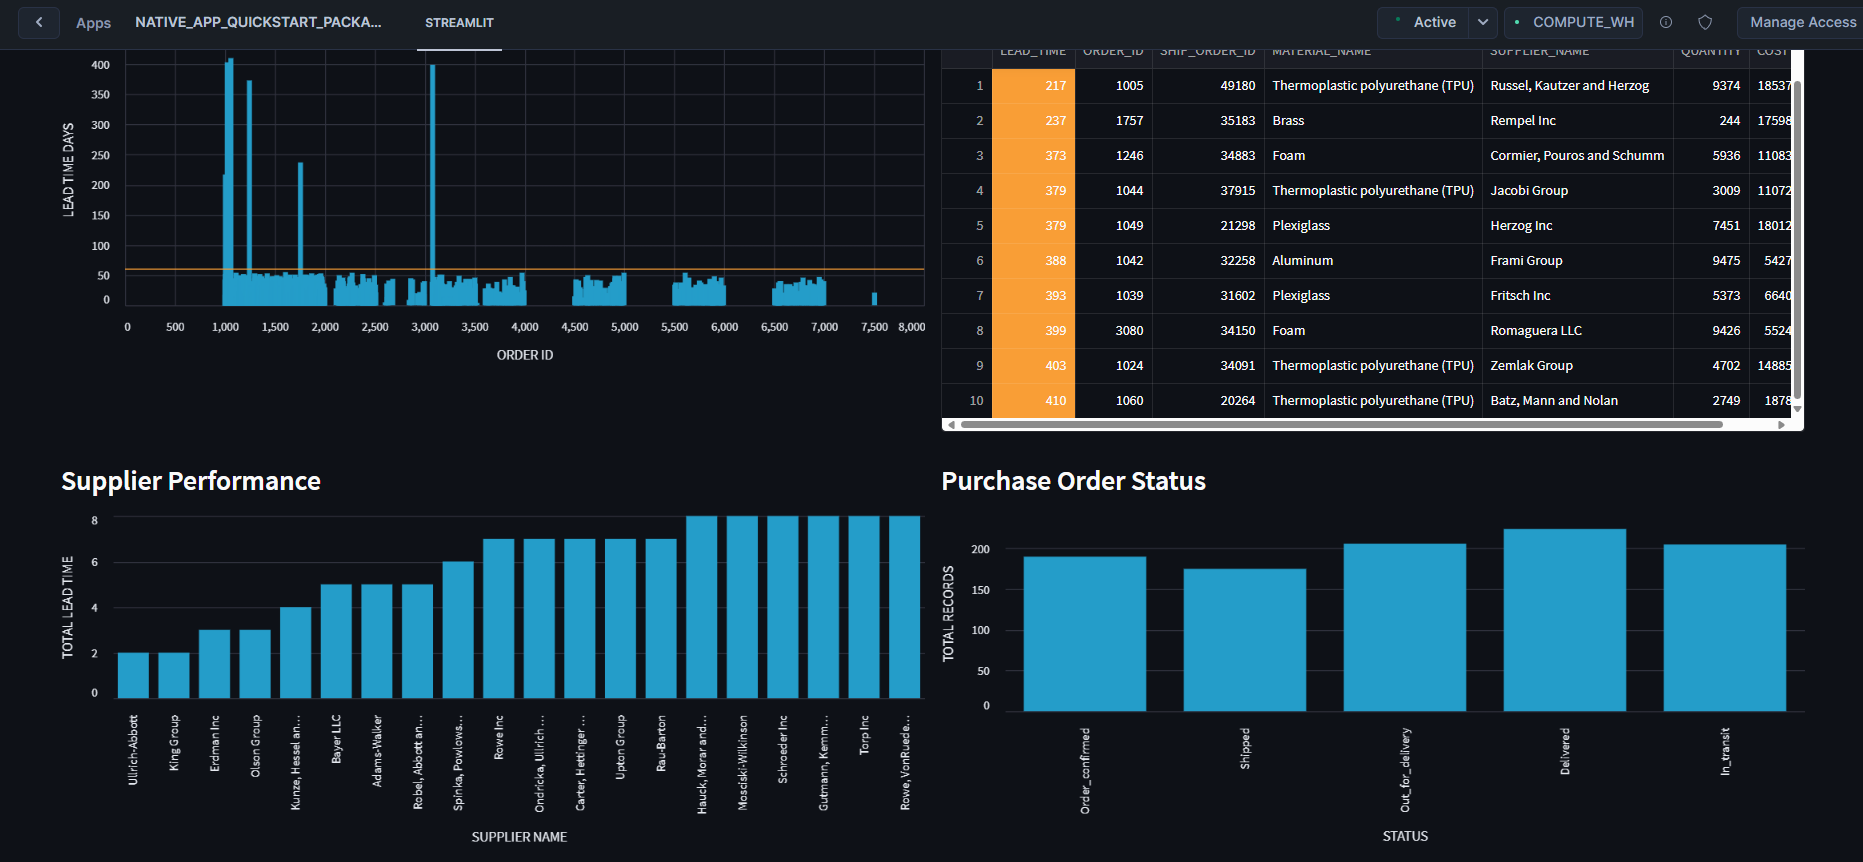 Apps NATIVE_APP_QUICKSTART_PACKA... STREAMLIT Active COMPUTE_WH Manage Access
400
350
300
250
200
150
100
50
0
LEAD TIME DAYS
0 500 1,000 1,500 2,000 2,500 3,000 3,500 4,000 4,500 5,000 5,500 6,000 6,500 7,000 7,500 8,000
ORDER ID
LEAD_TIME ORDER_ID SHIP_ORDER_ID MATERIAL_NAME SUPPLIER_NAME QUANTITY COST
1 217 1005 49180 Thermoplastic polyurethane (TPU) Russel, Kautzer and Herzog 9374 18537
2 237 1757 35183 Brass Rempel Inc 244 17598
3 373 1246 34883 Foam Cormier, Pouros and Schumm 5936 11083
4 379 1044 37915 Thermoplastic polyurethane (TPU) Jacobi Group 3009 11072
5 379 1049 21298 Plexiglass Herzog Inc 7451 18012
6 388 1042 32258 Aluminum Frami Group 9475 5427
7 393 1039 31602 Plexiglass Fritsch Inc 5373 6640
8 399 3080 34150 Foam Romaguera LLC 9426 5524
9 403 1024 34091 Thermoplastic polyurethane (TPU) Zemlak Group 4702 14885
10 410 1060 20264 Thermoplastic polyurethane (TPU) Batz, Mann and Nolan 2749 1878
Supplier Performance
8
6
4
2
0
TOTAL LEAD TIME
Ullrich-Abbott
King Group
Erdman Inc
Olson Group
Kunze, Hessel an...
Bayer LLC
Adams-Walker
Robel, Abbott an...
Spinka, Powlows...
Rowe Inc
Ondricka, Ullrich ...
Carter, Hettinger ...
Upton Group
Rau-Barton
Hauck, Morar and...
Mosciski-Wilkinson
Schroeder Inc
Gutmann, Kemm...
Torp Inc
Rowe, VonRuede...
SUPPLIER NAME
Purchase Order Status
200
150
100
50
0
TOTAL RECORDS
Order_confirmed
Shipped
Out_for_delivery
Delivered
In_transit
STATUS